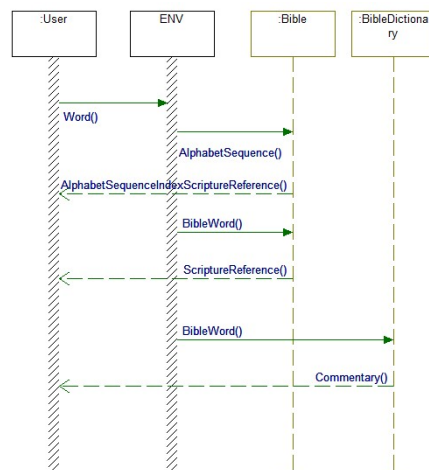 :User
ENV
:Bible
:BibleDictiona
ry
Word()
AlphabetSequence()
AlphabetSequenceIndexScriptureReference()
BibleWord()
ScriptureReference()
BibleWord()
Commentary()